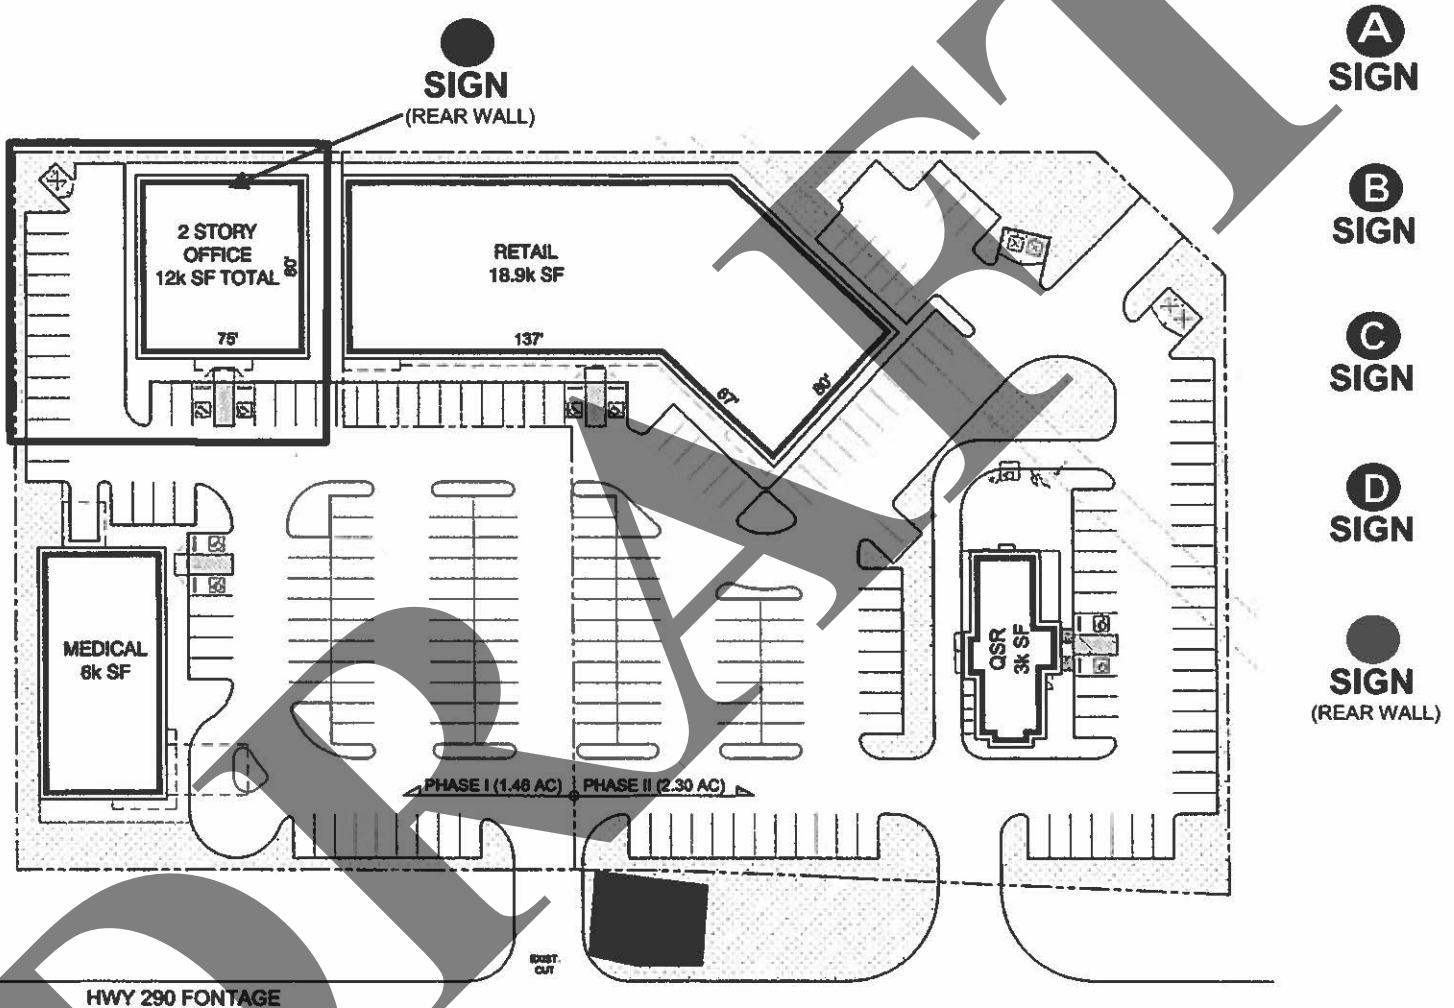 SIGN
(REAR WALL)
A
SIGN
B
SIGN
C
SIGN
D
SIGN
SIGN
(REAR WALL)
2 STORY
OFFICE
12k SF TOTAL
80'
75'
RETAIL
18.9k SF
137'
67'
80'
MEDICAL
6k SF
QSR
3k SF
PHASE I (1.46 AC)
PHASE II (2.30 AC)
EXIST.
CUT
HWY 290 FONTAGE
DRAFT